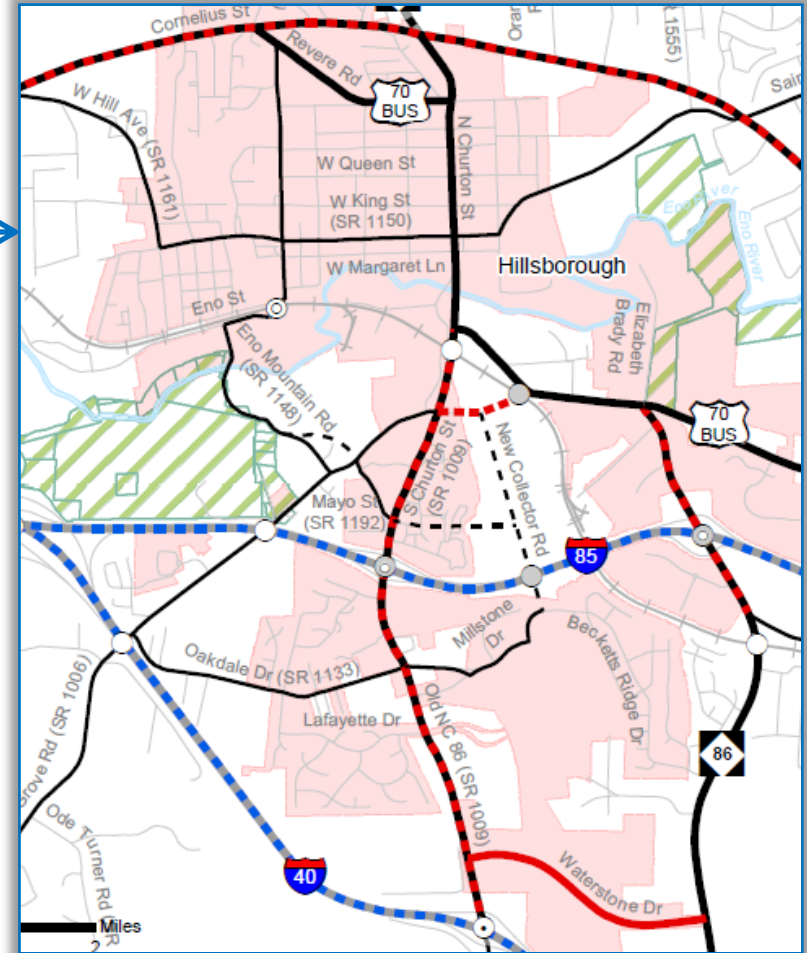 Cornelius St
Revere Rd
70
BUS
W Hill Ave (SR 1161)
N Churton St
W Queen St
W King St
(SR 1150)
W Margaret Ln
Hillsborough
Eno River
Eno River
Eno St
Elizabeth
Brady Rd
Eno Mountain Rd
(SR 1148)
70
BUS
S Churton St
(SR 1009)
New Collector Rd
Mayo St
(SR 1192)
85
Millstone
Dr
Becketts Ridge Dr
Oakdale Dr (SR 1133)
Lafayette Dr
Old NC 86 (SR 1009)
86
Grove Rd (SR 1006)
Ode Turner Rd (SR
40
Waterstone Dr
Miles
2